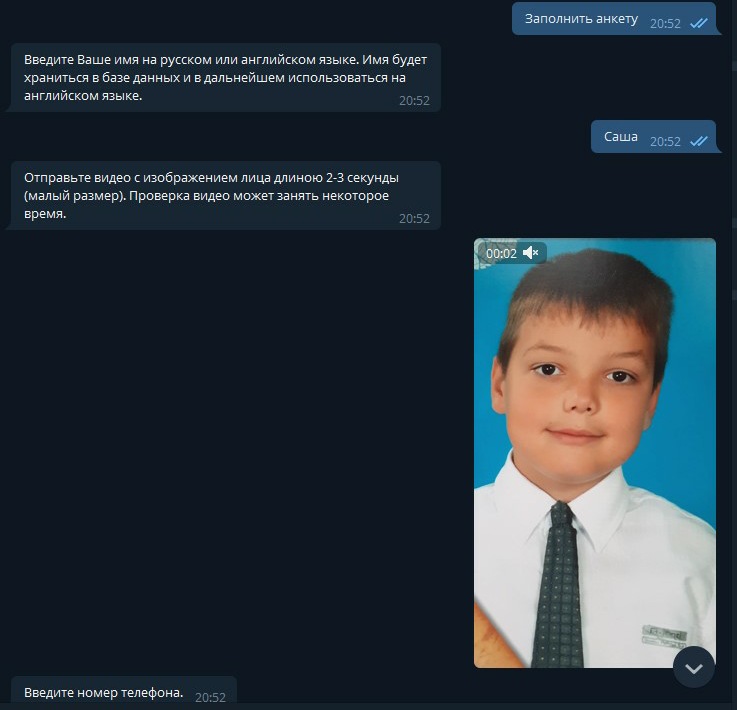 Заполнить анкету 20:52
Введите Ваше имя на русском или английском языке. Имя будет
храниться в базе данных и в дальнейшем использоваться на
английском языке. 20:52
Саша 20:52
Отправьте видео с изображением лица длиною 2-3 секунды
(малый размер). Проверка видео может занять некоторое
время. 20:52
00:02
Введите номер телефона. 20:52